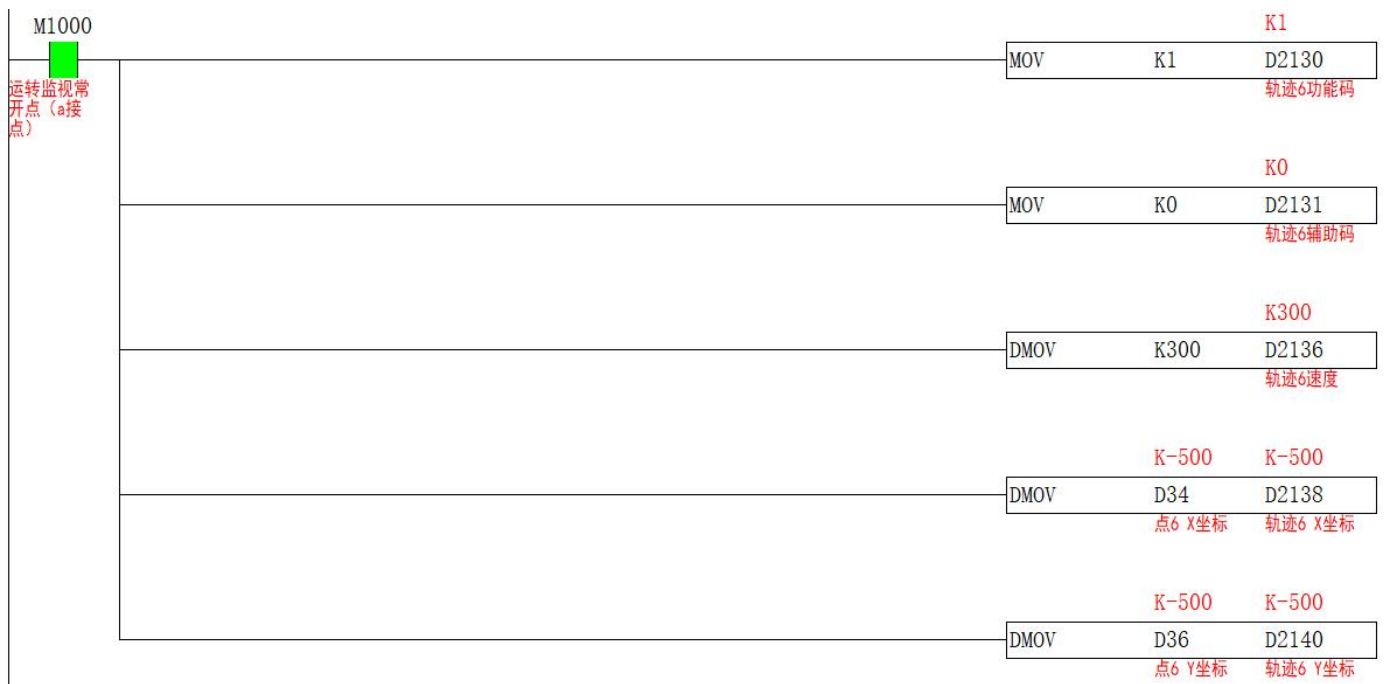 M1000
运转监视常
开点（a接
点）
K1
MOV K1 D2130
轨迹6功能码
K0
MOV K0 D2131
轨迹6辅助码
K300
DMOV K300 D2136
轨迹6速度
K-500 K-500
DMOV D34 D2138
点6 X坐标 轨迹6 X坐标
K-500 K-500
DMOV D36 D2140
点6 Y坐标 轨迹6 Y坐标